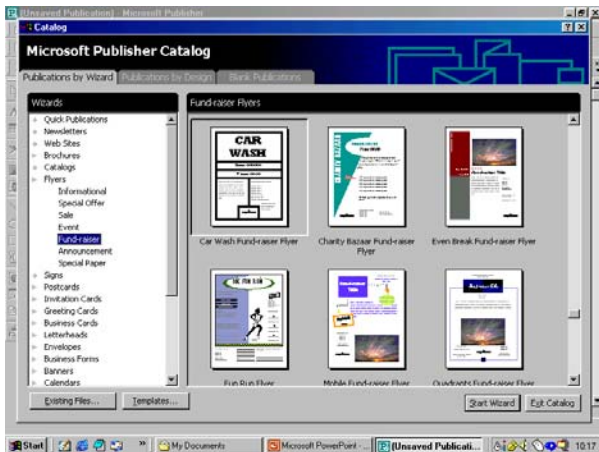 (Unsaved Publication) - Microsoft Publisher
Catalog
Microsoft Publisher Catalog
Publications by Wizard
Publications by Design
Blank Publications
Wizards
Quick Publications
Newsletters
Web Sites
Brochures
Catalogs
Flyers
Informational
Special Offer
Sale
Event
Fund-raiser
Announcement
Special Paper
Signs
Postcards
Invitation Cards
Greeting Cards
Business Cards
Letterheads
Envelopes
Business Forms
Banners
Calendars
Fund-raiser Flyers
CAR
WASH
Car Wash Fund-raiser Flyer
Charity Bazaar Fund-raiser
Flyer
Even Break Fund-raiser Flyer
Fun Run Flyer
Mobile Fund-raiser Flyer
Quadrants Fund-raiser Flyer
Existing Files...
Templates...
Start Wizard
Exit Catalog
Start
My Documents
Microsoft PowerPoint - ...
(Unsaved Publicati...
10:17